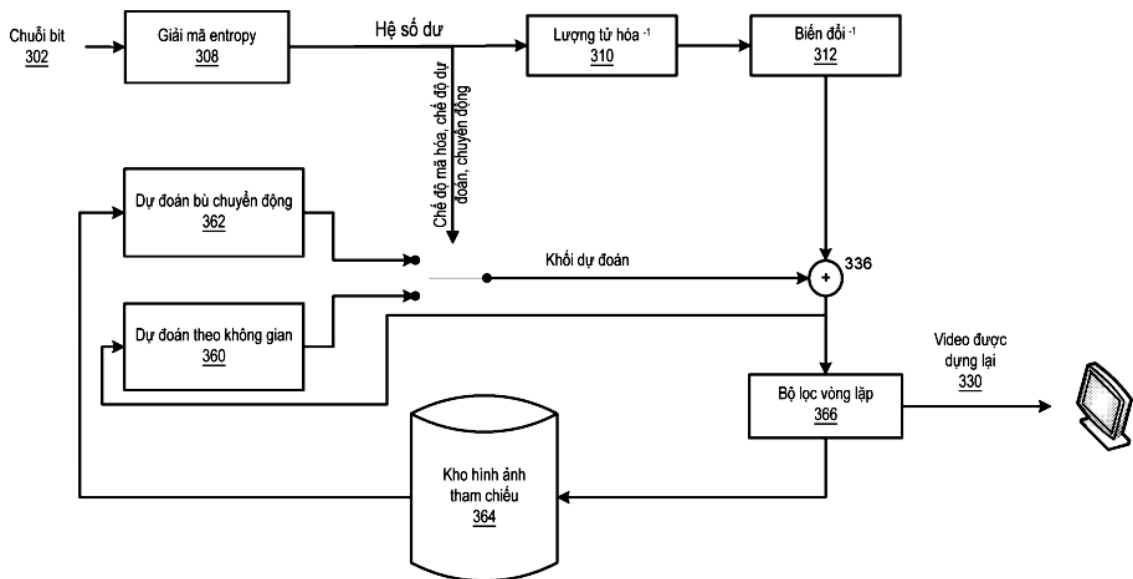 Chuỗi bit
302
Giải mã entropy
308
Hệ số dư
Lượng tử hóa ⁻¹
310
Biến đổi ⁻¹
312
Chế độ mã hóa, chế độ dự
đoán, chuyển động
Dự đoán bù chuyển động
362
Khối dự đoán
+
336
Dự đoán theo không gian
360
Video được
dựng lại
330
Bộ lọc vòng lặp
366
Kho hình ảnh
tham chiếu
364